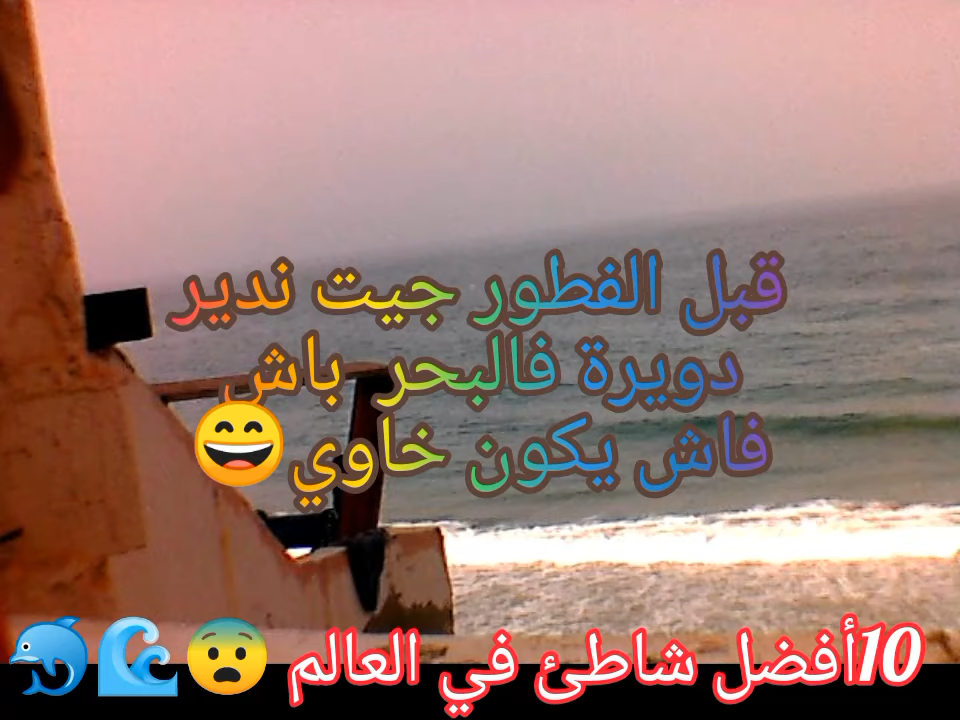 قبل الفطور جيت ندير
دويرة فالبحر باش
فاش يكون خاوي😄
10أفضل شاطئ في العالم 😨🌊🐬